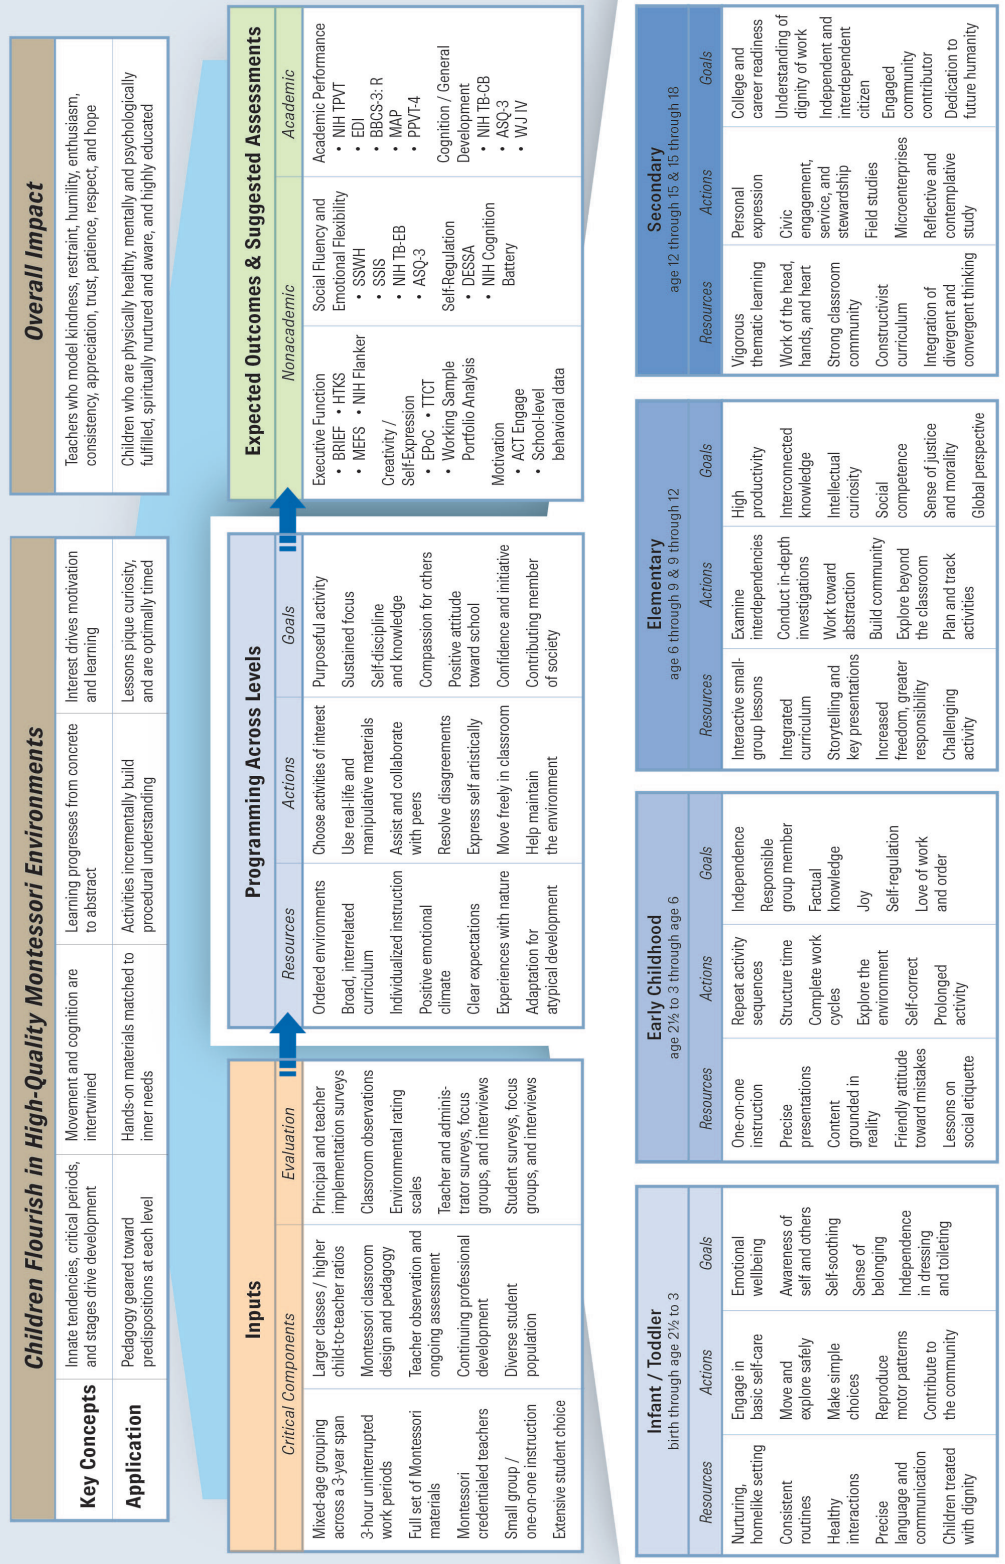 Children Flourish in High-Quality Montessori Environments
Key Concepts
Innate tendencies, critical periods,
and stages drive development
Movement and cognition are
intertwined
Learning progresses from concrete
to abstract
Interest drives motivation
and learning
Application
Pedagogy geared toward
predispositions at each level
Hands-on materials matched to
inner needs
Activities incrementally build
procedural understanding
Lessons pique curiosity,
and are optimally timed
Overall Impact
Teachers who model kindness, restraint, humility, enthusiasm,
consistency, appreciation, trust, patience, respect, and hope
Children who are physically healthy, mentally and psychologically
fulfilled, spiritually nurtured and aware, and highly educated
Inputs
Critical Components
Mixed-age grouping
across a 3-year span
3-hour uninterrupted
work periods
Full set of Montessori
materials
Montessori
credentialed teachers
Small group /
one-on-one instruction
Extensive student choice
Larger classes / higher
child-to-teacher ratios
Montessori classroom
design and pedagogy
Teacher observation and
ongoing assessment
Continuing professional
development
Diverse student
population
Evaluation
Principal and teacher
implementation surveys
Classroom observations
Environmental rating
scales
Teacher and adminis-
trator surveys, focus
groups, and interviews
Student surveys, focus
groups, and interviews
Programming Across Levels
Resources
Ordered environments
Broad, interrelated
curriculum
Individualized instruction
Positive emotional
climate
Clear expectations
Experiences with nature
Adaptation for
atypical development
Actions
Choose activities of interest
Use real-life and
manipulative materials
Assist and collaborate
with peers
Resolve disagreements
Express self artistically
Move freely in classroom
Help maintain
the environment
Goals
Purposeful activity
Sustained focus
Self-discipline
and knowledge
Compassion for others
Positive attitude
toward school
Confidence and initiative
Contributing member
of society
Expected Outcomes & Suggested Assessments
Nonacademic
Executive Function
• BRIEF • HTKS
• MEFS • NIH Flanker
Creativity /
Self-Expression
• EPoC • TTCT
• Working Sample
Portfolio Analysis
Motivation
• ACT Engage
• School-level
behavioral data
Social Fluency and
Emotional Flexibility
• SSWH
• SSIS
• NIH TB-EB
• ASQ-3
Self-Regulation
• DESSA
• NIH Cognition
Battery
Academic
Academic Performance
• NIH TPVT
• EDI
• BBCS-3: R
• MAP
• PPVT-4
Cognition / General
Development
• NIH TB-CB
• ASQ-3
• WJ IV
Infant / Toddler
birth through age 2½ to 3
Resources
Nurturing,
homelike setting
Consistent
routines
Healthy
interactions
Precise
language and
communication
Children treated
with dignity
Actions
Engage in
basic self-care
Move and
explore safely
Make simple
choices
Reproduce
motor patterns
Contribute to
the community
Goals
Emotional
wellbeing
Awareness of
self and others
Self-soothing
Sense of
belonging
Independence
in dressing
and toileting
Early Childhood
age 2½ to 3 through age 6
Resources
One-on-one
instruction
Precise
presentations
Content
grounded in
reality
Friendly attitude
toward mistakes
Lessons on
social etiquette
Actions
Repeat activity
sequences
Structure time
Complete work
cycles
Explore the
environment
Self-correct
Prolonged
activity
Goals
Independence
Responsible
group member
Factual
knowledge
Joy
Self-regulation
Love of work
and order
Elementary
age 6 through 9 & 9 through 12
Resources
Interactive small-
group lessons
Integrated
curriculum
Storytelling and
key presentations
Increased
freedom, greater
responsibility
Challenging
activity
Actions
Examine
interdependencies
Conduct in-depth
investigations
Work toward
abstraction
Build community
Explore beyond
the classroom
Plan and track
activities
Goals
High
productivity
Interconnected
knowledge
Intellectual
curiosity
Social
competence
Sense of justice
and morality
Global perspective
Secondary
age 12 through 15 & 15 through 18
Resources
Vigorous
thematic learning
Work of the head,
hands, and heart
Strong classroom
community
Constructivist
curriculum
Integration of
divergent and
convergent thinking
Actions
Personal
expression
Civic
engagement,
service, and
stewardship
Field studies
Microenterprises
Reflective and
contemplative
study
Goals
College and
career readiness
Understanding of
dignity of work
Independent and
interdependent
citizen
Engaged
community
contributor
Dedication to
future humanity